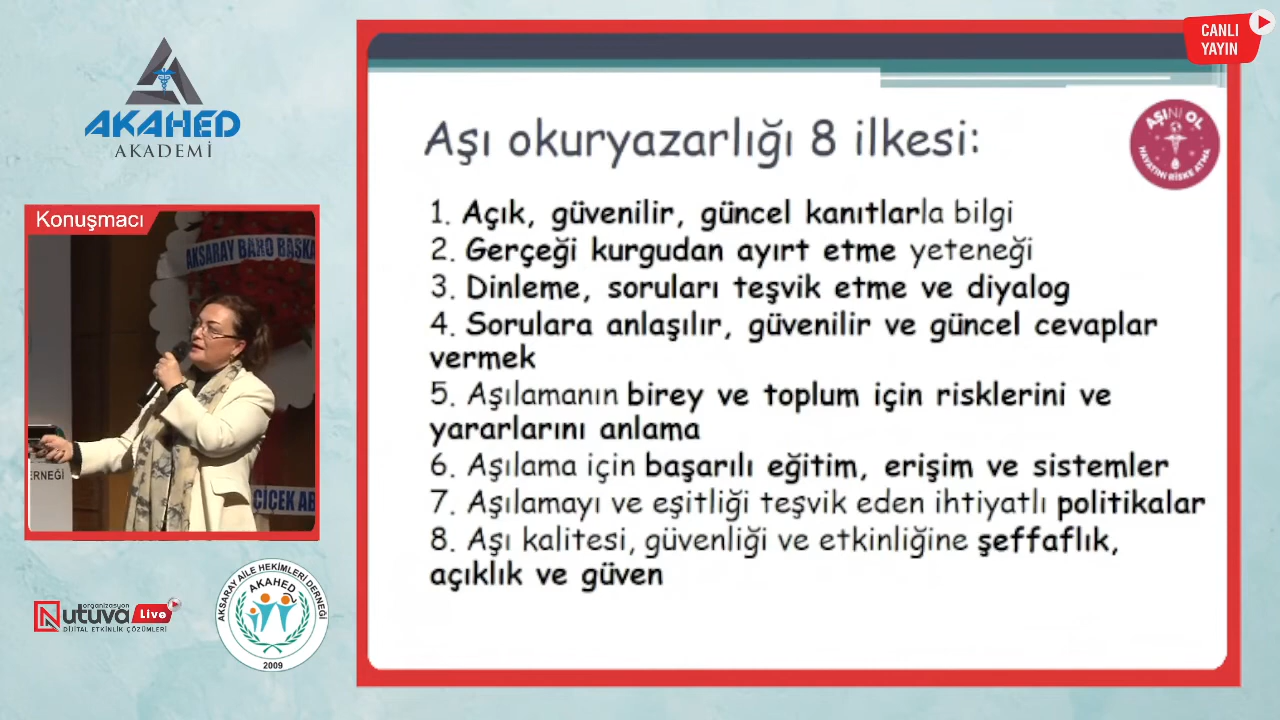 AKAHED
AKADEMİ
Konuşmacı
AKSARAY BARO BAŞKA
ERNEĞİ
ÇİÇEK AB
organizasyon
Nutuva Live
DİJİTAL ETKİNLİK ÇÖZÜMLERİ
AKSARAY AİLE HEKİMLERİ DERNEĞİ
AKAHED
2009
CANLI
YAYIN
AŞINI OL
HAYATINI RİSKE ATMA
Aşı okuryazarlığı 8 ilkesi:
1. Açık, güvenilir, güncel kanıtlarla bilgi
2. Gerçeği kurgudan ayırt etme yeteneği
3. Dinleme, soruları teşvik etme ve diyalog
4. Sorulara anlaşılır, güvenilir ve güncel cevaplar
vermek
5. Aşılamanın birey ve toplum için risklerini ve
yararlarını anlama
6. Aşılama için başarılı eğitim, erişim ve sistemler
7. Aşılamayı ve eşitliği teşvik eden ihtiyatlı politikalar
8. Aşı kalitesi, güvenliği ve etkinliğine şeffaflık,
açıklık ve güven